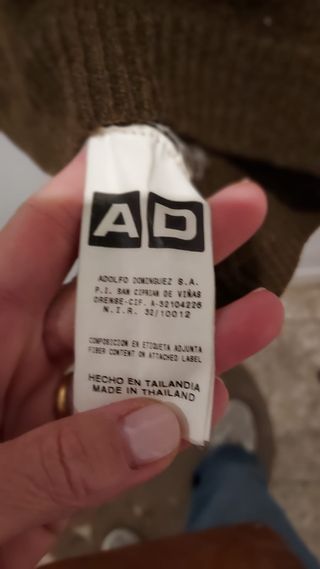 AD
ADOLFO DOMINGUEZ S.A.
P.I. SAN CIPRIAN DE VIÑAS
ORENSE-CIF. A-32104226
N.I.R. 32/10012
COMPOSICION EN ETIQUETA ADJUNTA
FIBER CONTENT ON ATTACHED LABEL
HECHO EN TAILANDIA
MADE IN THAILAND